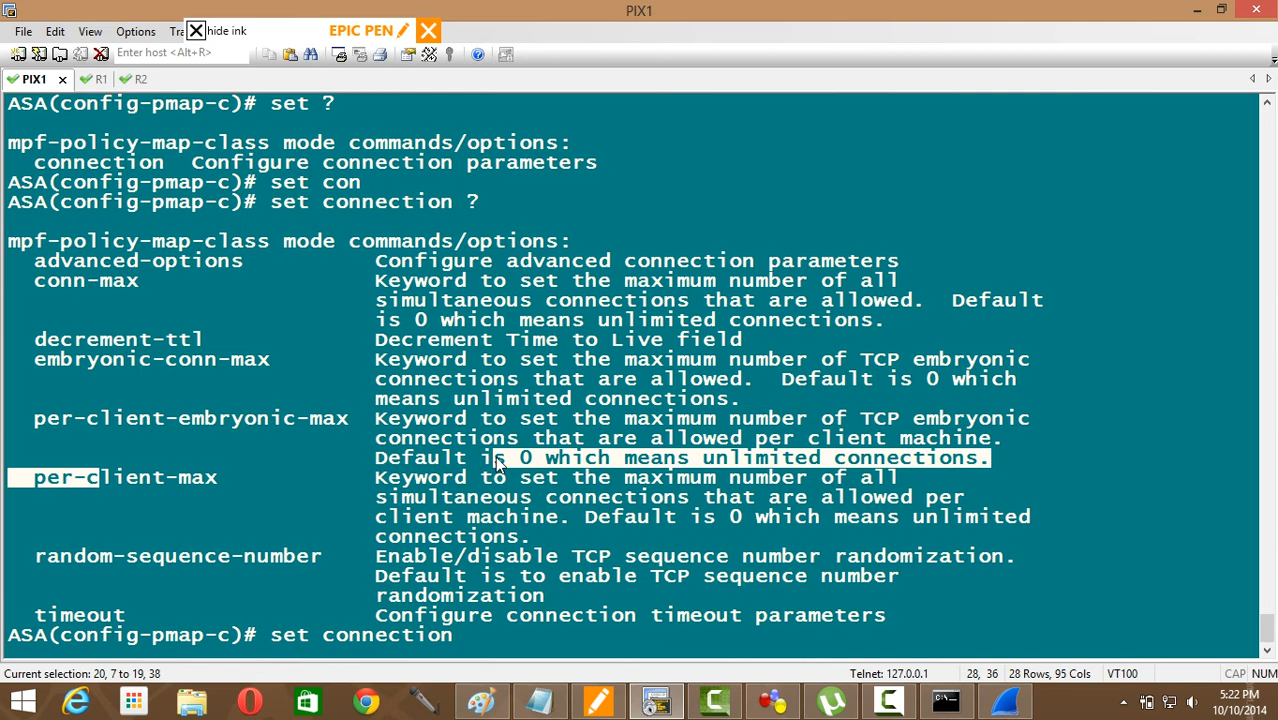 PIX1
File Edit View Options Tra hide ink EPIC PEN
Enter host <Alt+R>
PIX1 R1 R2
ASA(config-pmap-c)# set ?
mpf-policy-map-class mode commands/options:
connection Configure connection parameters
ASA(config-pmap-c)# set con
ASA(config-pmap-c)# set connection ?
mpf-policy-map-class mode commands/options:
advanced-options Configure advanced connection parameters
conn-max Keyword to set the maximum number of all
simultaneous connections that are allowed. Default
is 0 which means unlimited connections.
decrement-ttl Decrement Time to Live field
embryonic-conn-max Keyword to set the maximum number of TCP embryonic
connections that are allowed. Default is 0 which
means unlimited connections.
per-client-embryonic-max Keyword to set the maximum number of TCP embryonic
connections that are allowed per client machine.
Default is 0 which means unlimited connections.
per-client-max Keyword to set the maximum number of all
simultaneous connections that are allowed per
client machine. Default is 0 which means unlimited
connections.
random-sequence-number Enable/disable TCP sequence number randomization.
Default is to enable TCP sequence number
randomization
timeout Configure connection timeout parameters
ASA(config-pmap-c)# set connection
Current selection: 20, 7 to 19, 38 Telnet: 127.0.0.1 28, 36 28 Rows, 95 Cols VT100 CAP NUM
5:22 PM
10/10/2014